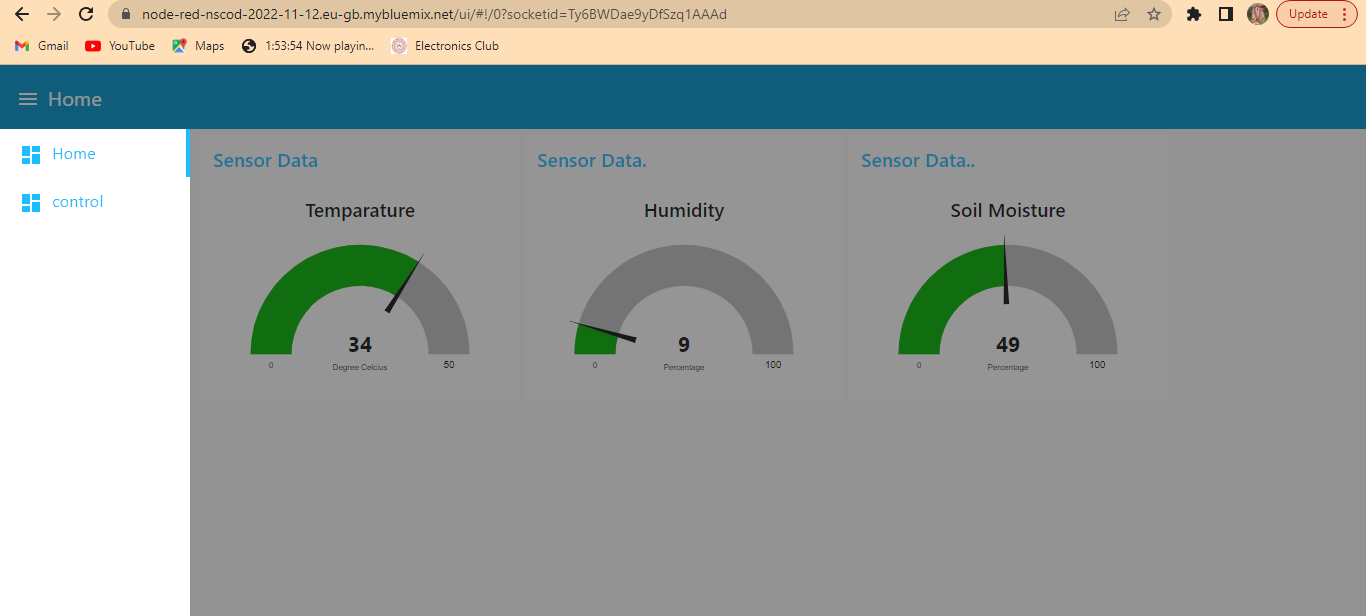 node-red-nscod-2022-11-12.eu-gb.mybluemix.net/ui/#!/0?socketid=Ty6BWDae9yDfSzq1AAAd
Update
Gmail YouTube Maps 1:53:54 Now playin... Electronics Club
Home
Home
control
Sensor Data
Temparature
34
0 Degree Celcius 50
Sensor Data.
Humidity
9
0 Percentage 100
Sensor Data..
Soil Moisture
49
0 Percentage 100